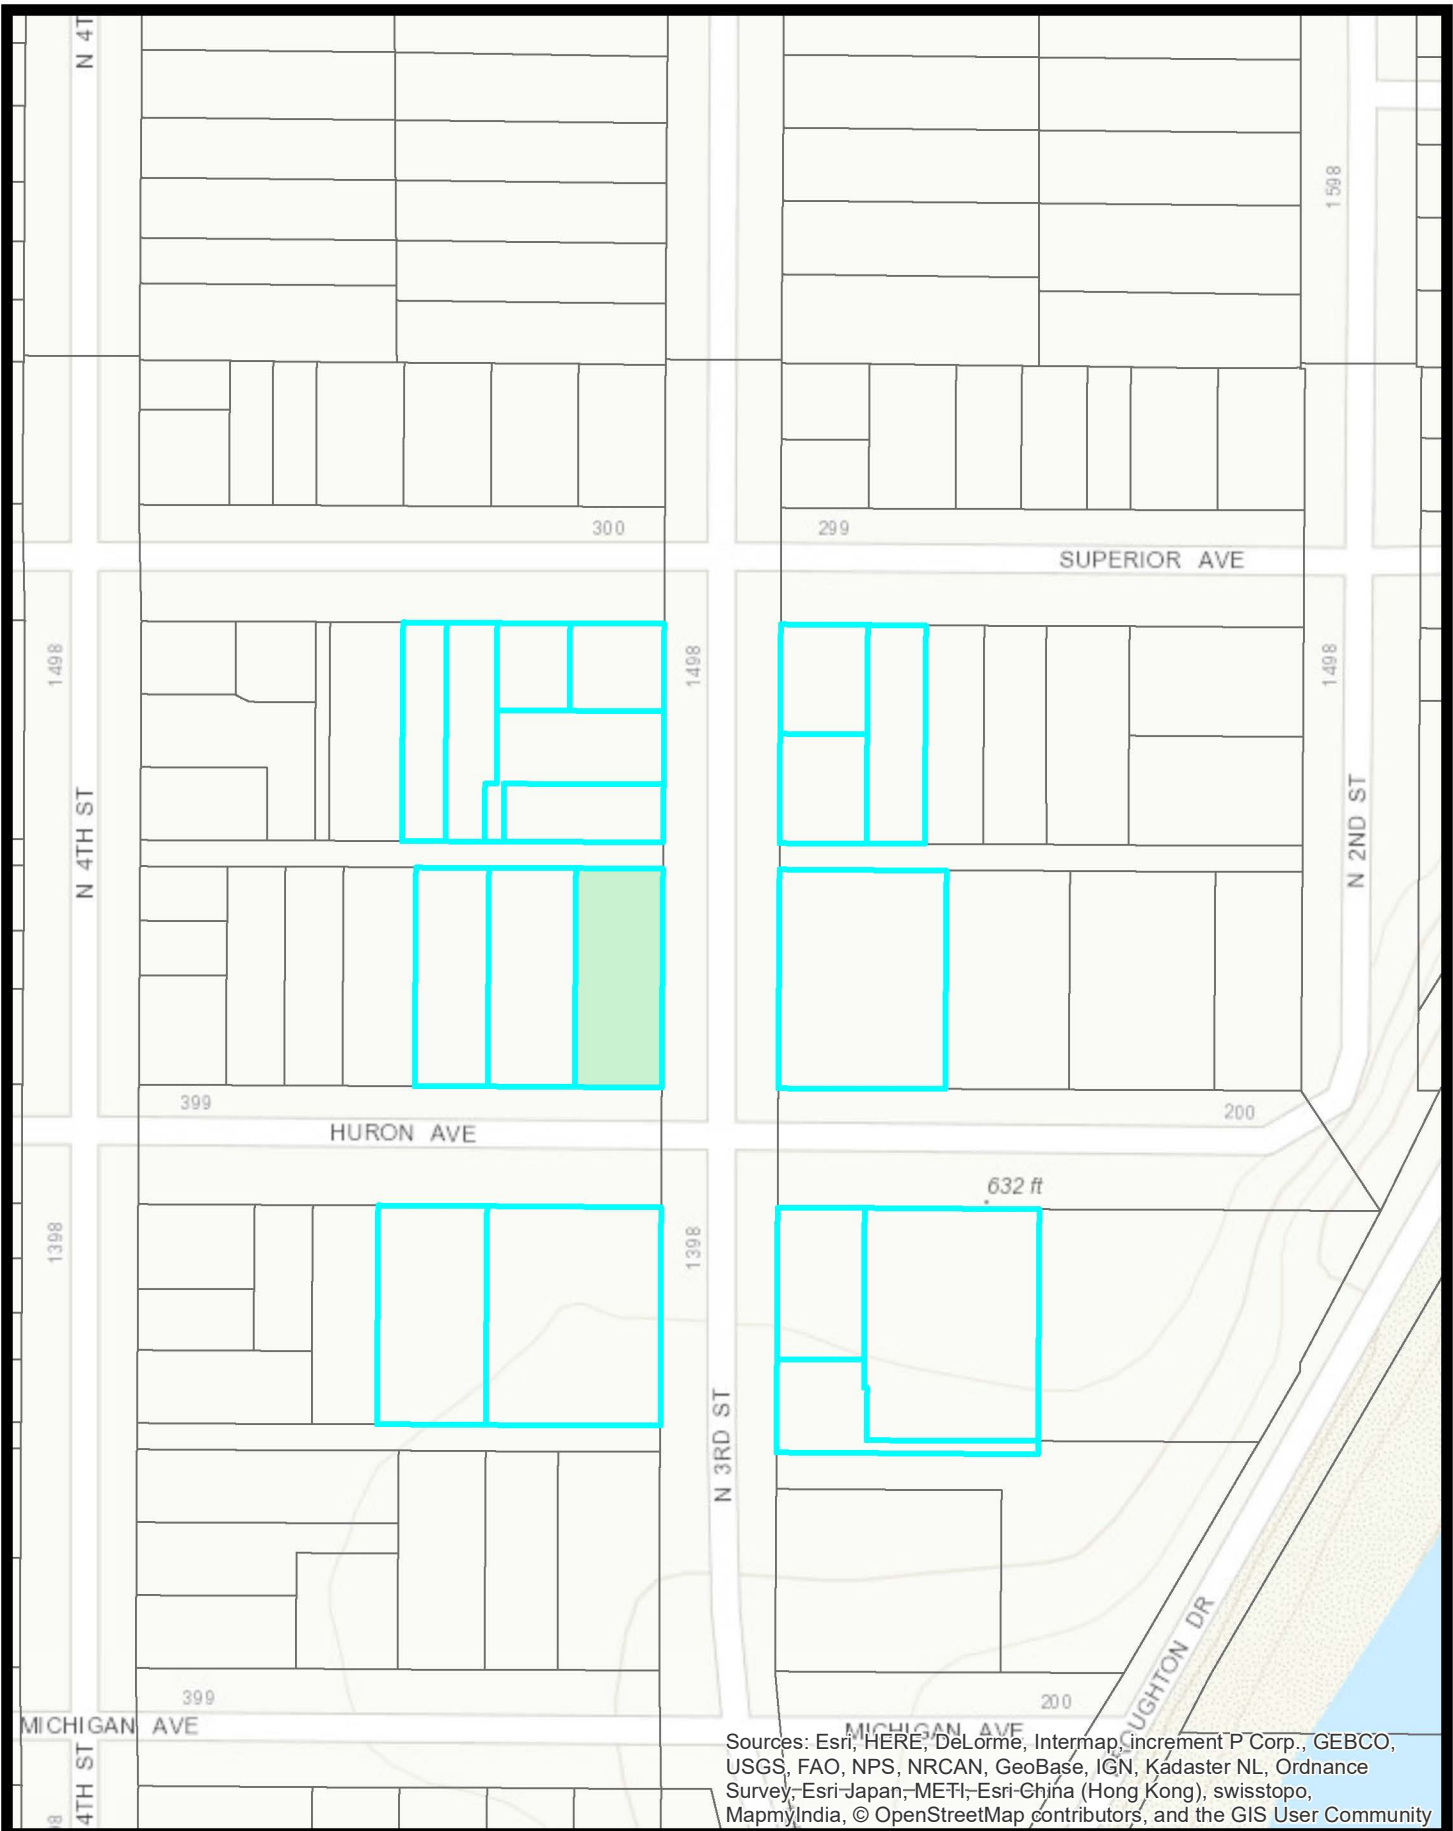 N 4T
1598
300
299
SUPERIOR AVE
1498
1498
1498
N 4TH ST
N 2ND ST
399
200
HURON AVE
632 ft
1398
1398
N 3RD ST
399
200
MICHIGAN AVE
MICHIGAN AVE
OUGHTON DR
4TH ST
98
Sources: Esri, HERE, DeLorme, Intermap, increment P Corp., GEBCO,
USGS, FAO, NPS, NRCAN, GeoBase, IGN, Kadaster NL, Ordnance
Survey, Esri Japan, METI, Esri China (Hong Kong), swisstopo,
MapmyIndia, © OpenStreetMap contributors, and the GIS User Community